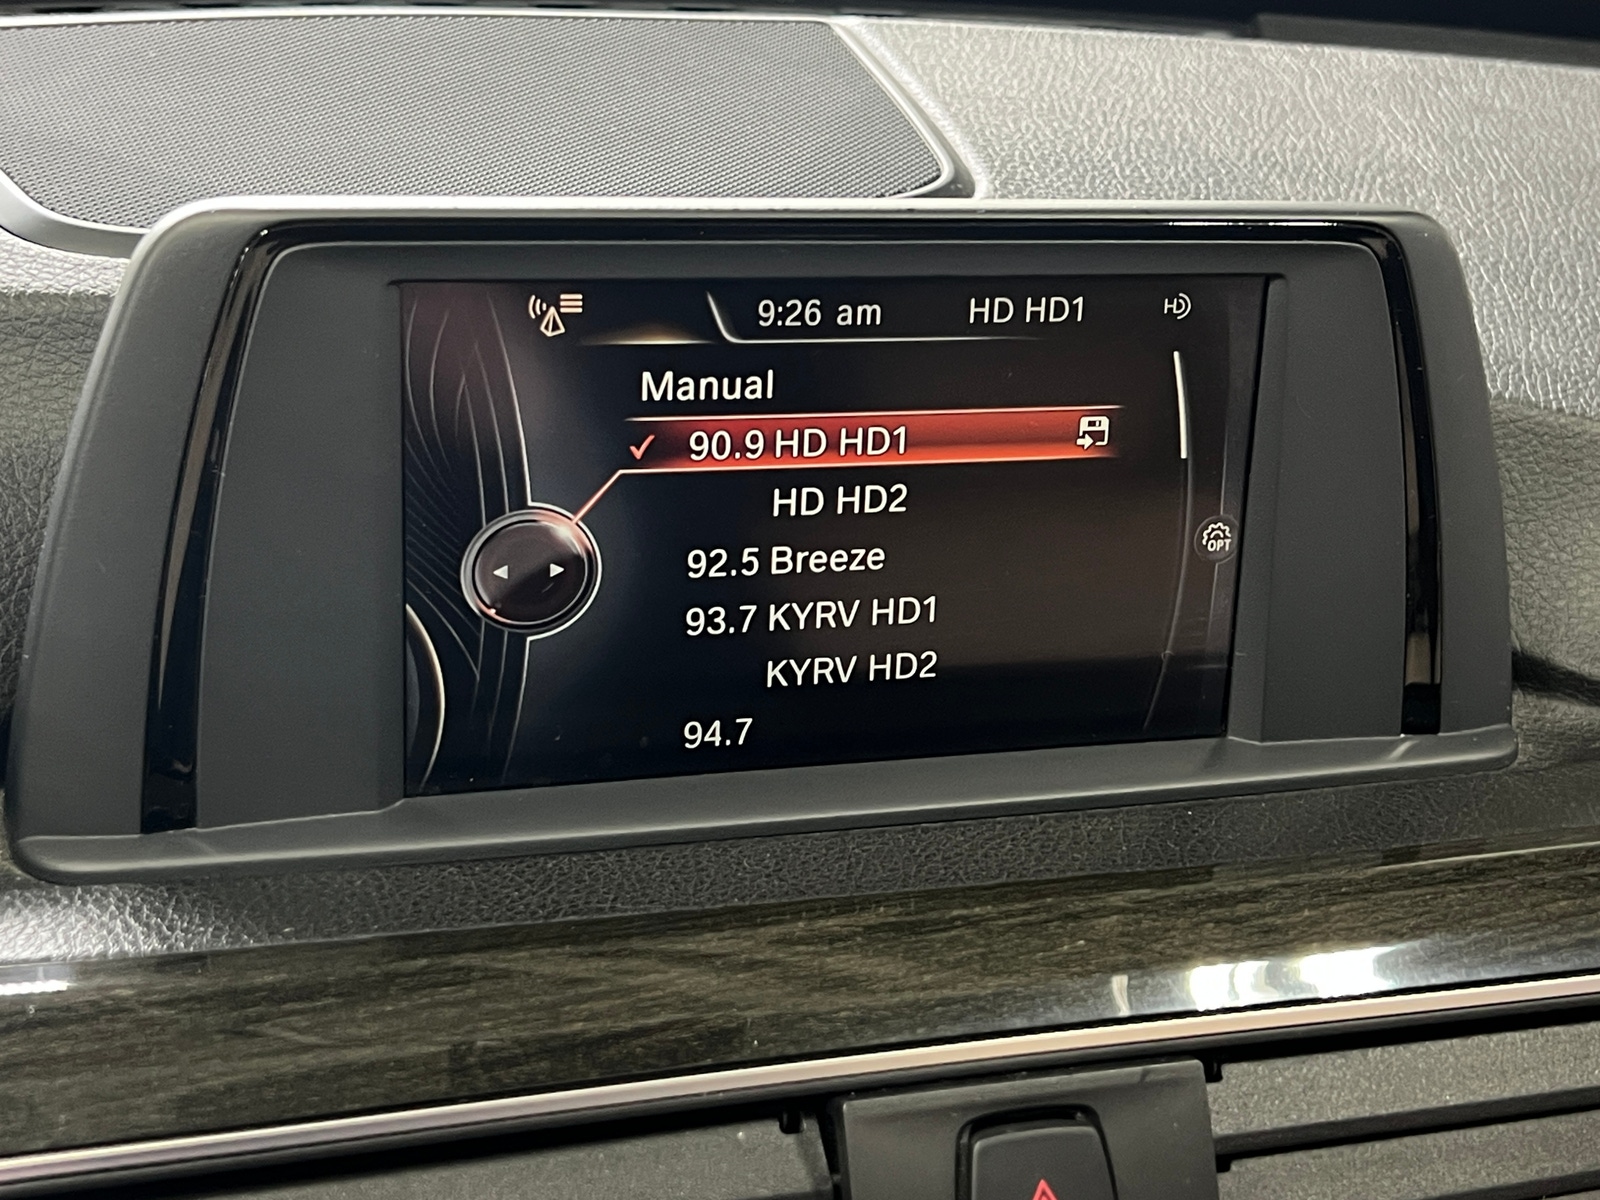 9:26 am HD HD1 HD
Manual
90.9 HD HD1
HD HD2
92.5 Breeze
OPT
93.7 KYRV HD1
KYRV HD2
94.7